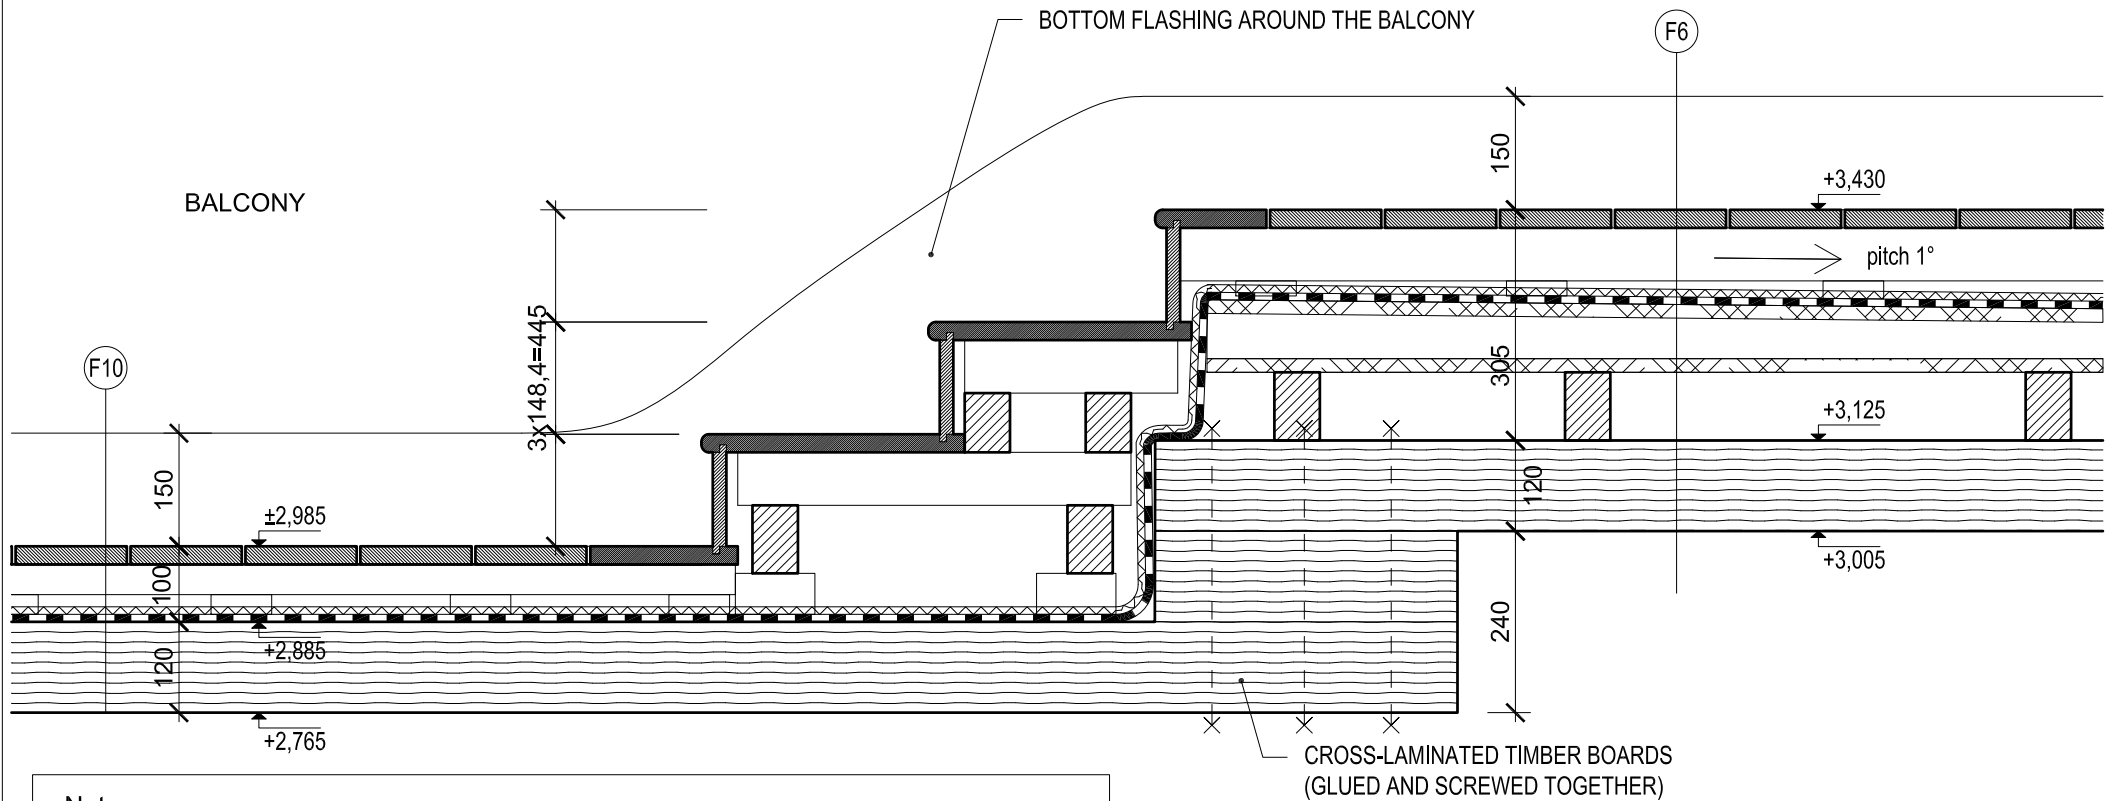 BOTTOM FLASHING AROUND THE BALCONY
F6
150
+3,430
BALCONY
pitch 1°
3x148,4=445
305
F10
+3,125
150
120
±2,985
+3,005
100
240
+2,885
120
+2,765
CROSS-LAMINATED TIMBER BOARDS
(GLUED AND SCREWED TOGETHER)